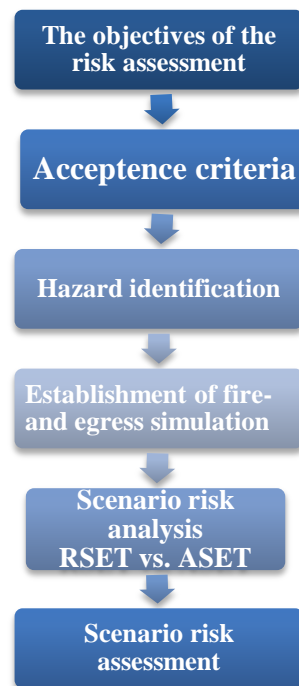 The objectives of the
risk assessment
Acceptence criteria
Hazard identification
Establishment of fire-
and egress simulation
Scenario risk
analysis
RSET vs. ASET
Scenario risk
assessment